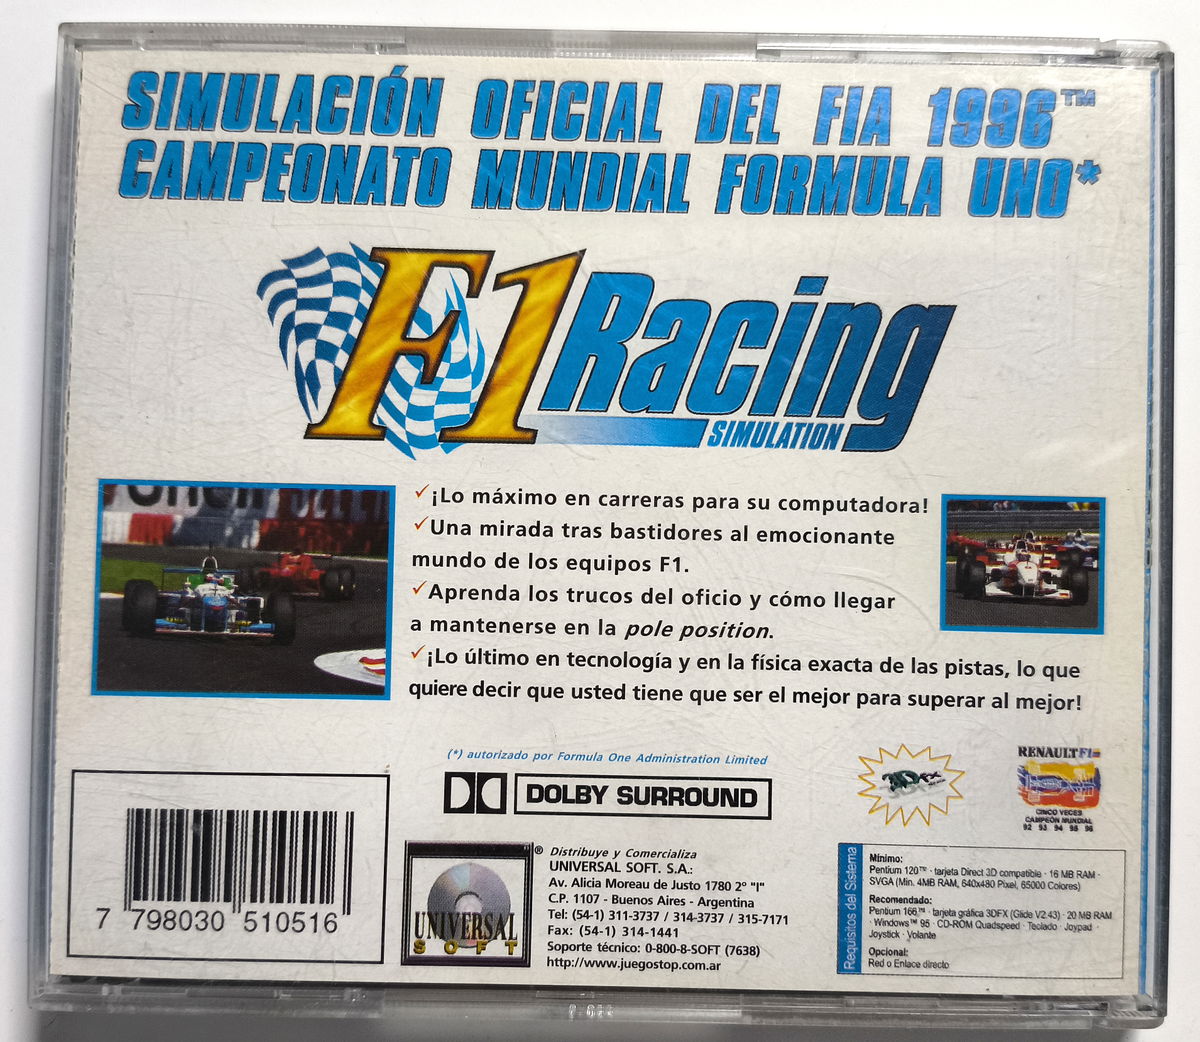 SIMULACIÓN OFICIAL DEL FIA 1996™
CAMPEONATO MUNDIAL FORMULA UNO*
F1 Racing
SIMULATION
¡Lo máximo en carreras para su computadora!
Una mirada tras bastidores al emocionante
mundo de los equipos F1.
Aprenda los trucos del oficio y cómo llegar
a mantenerse en la pole position.
¡Lo último en tecnología y en la física exacta de las pistas, lo que
quiere decir que usted tiene que ser el mejor para superar al mejor!
(*) autorizado por Formula One Administration Limited
DOLBY SURROUND
3Dfx
RENAULT F1
CINCO VECES
CAMPEÓN MUNDIAL
92 93 94 95 96
7 798030 510516
UNIVERSAL
SOFT
®
Distribuye y Comercializa
UNIVERSAL SOFT. S.A.:
Av. Alicia Moreau de Justo 1780 2º "I"
C.P. 1107 - Buenos Aires - Argentina
Tel: (54-1) 311-3737 / 314-3737 / 315-7171
Fax: (54-1) 314-1441
Soporte técnico: 0-800-8-SOFT (7638)
http://www.juegostop.com.ar
Requisitos del Sistema
Mínimo:
Pentium 120™ · tarjeta Direct 3D compatible · 16 MB RAM ·
SVGA (Min. 4MB RAM, 640x480 Pixel, 65000 Colores)
Recomendado:
Pentium 166™ · tarjeta gráfica 3DFX (Glide V2.43) · 20 MB RAM
· Windows™ 95 · CD-ROM Quadspeed · Teclado · Joypad ·
Joystick · Volante
Opcional:
Red o Enlace directo